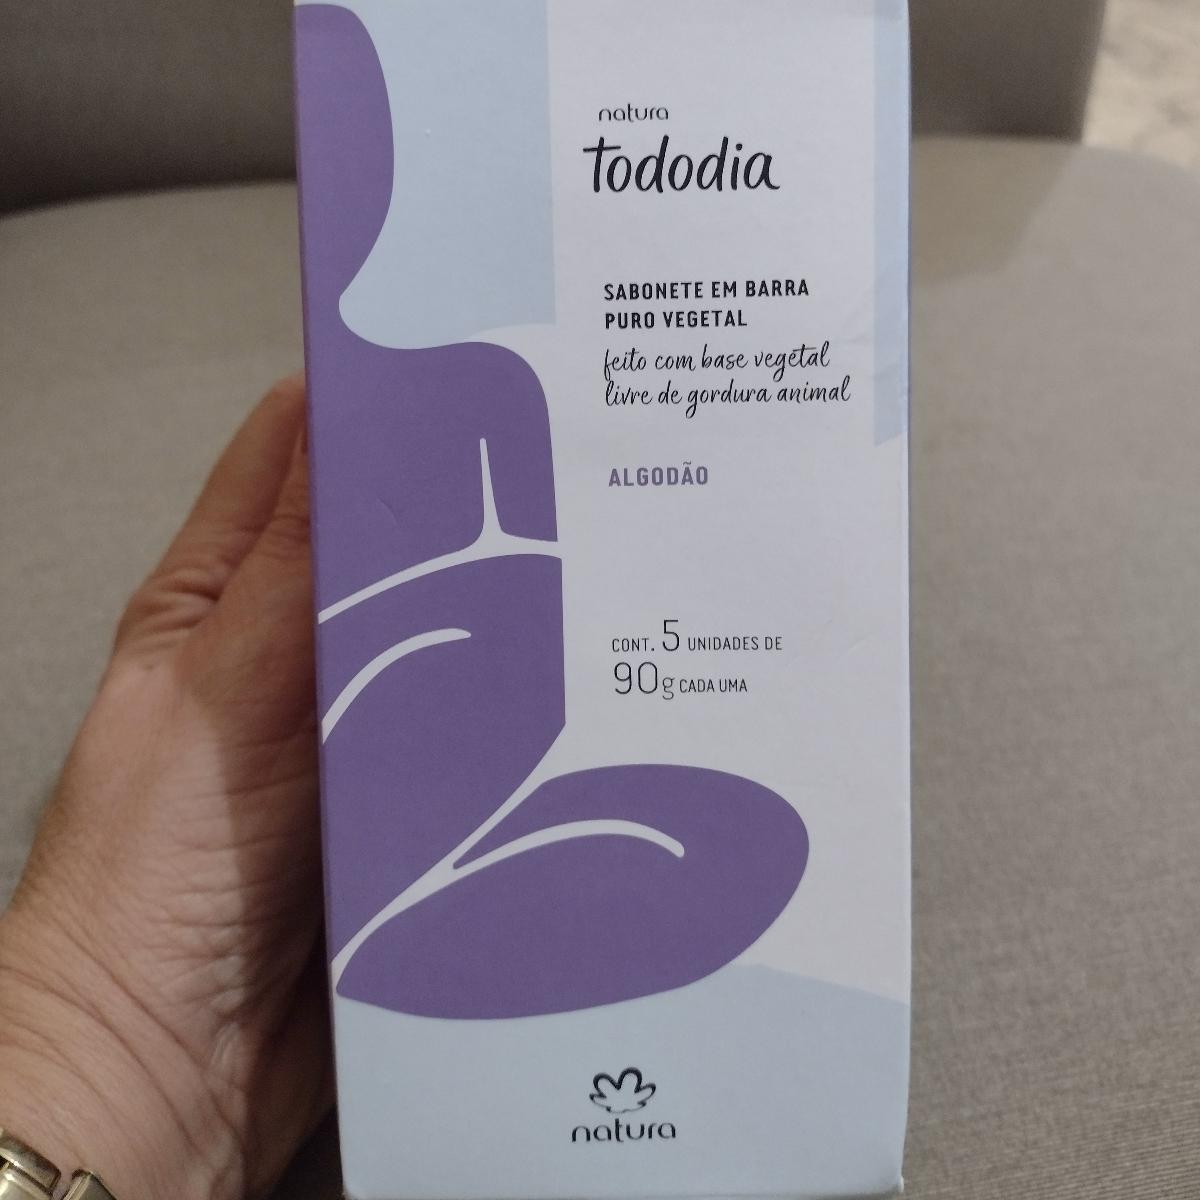 natura
tododia
SABONETE EM BARRA
PURO VEGETAL
feito com base vegetal
livre de gordura animal
ALGODÃO
CONT. 5 UNIDADES DE
90g CADA UMA
natura